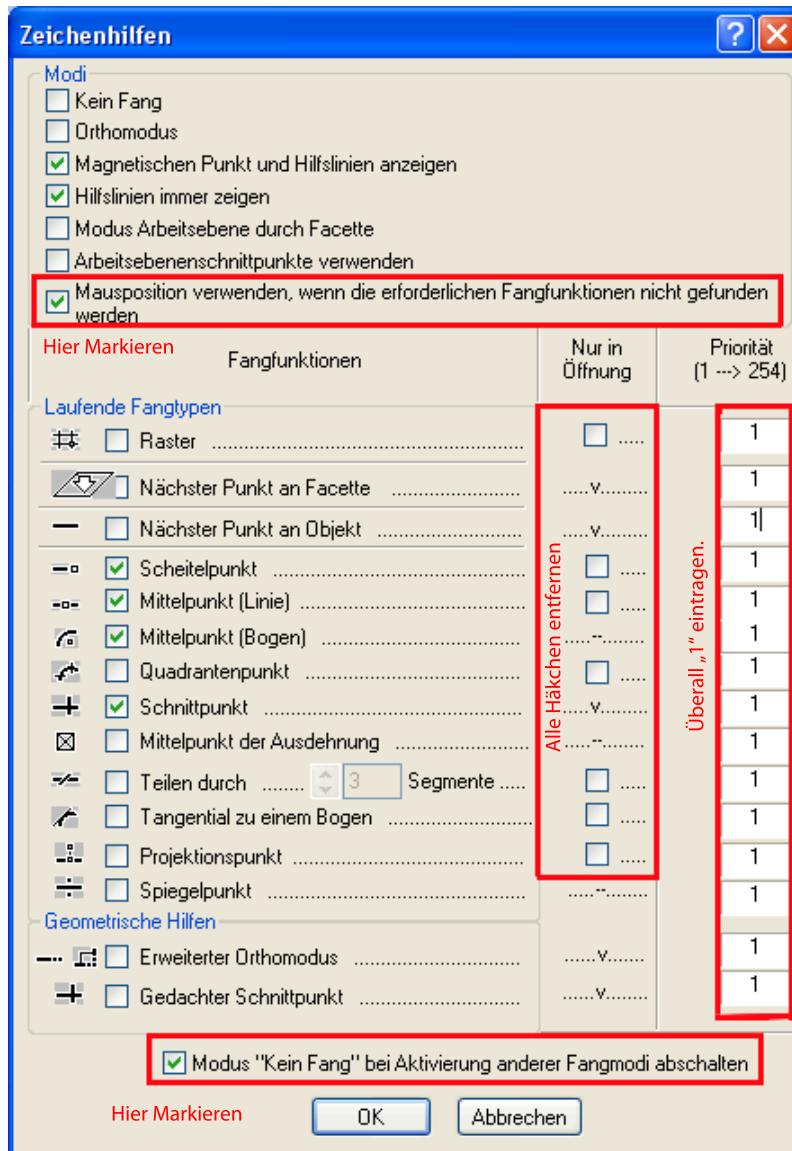 Zeichenhilfen
Modi
Kein Fang
Orthomodus
Magnetischen Punkt und Hilfslinien anzeigen
Hilfslinien immer zeigen
Modus Arbeitsebene durch Facette
Arbeitsebenenschnittpunkte verwenden
Mausposition verwenden, wenn die erforderlichen Fangfunktionen nicht gefunden
werden
Hier Markieren
Fangfunktionen
Nur in
Öffnung
Priorität
(1 ---> 254)
Laufende Fangtypen
Raster ..... 1
Nächster Punkt an Facette .....v..... 1
Nächster Punkt an Objekt .....v..... 1
Scheitelpunkt ..... 1
Mittelpunkt (Linie) ..... 1
Mittelpunkt (Bogen) .....--..... 1
Quadrantenpunkt ..... 1
Schnittpunkt .....v..... 1
Mittelpunkt der Ausdehnung .....--..... 1
Teilen durch ........ 3 Segmente ..... 1
Tangential zu einem Bogen ..... 1
Projektionspunkt ..... 1
Spiegelpunkt .....--..... 1
Alle Häkchen entfernen
Überall „1“ eintragen.
Geometrische Hilfen
Erweiterter Orthomodus ......v....... 1
Gedachter Schnittpunkt ......v....... 1
Modus "Kein Fang" bei Aktivierung anderer Fangmodi abschalten
Hier Markieren
OK
Abbrechen